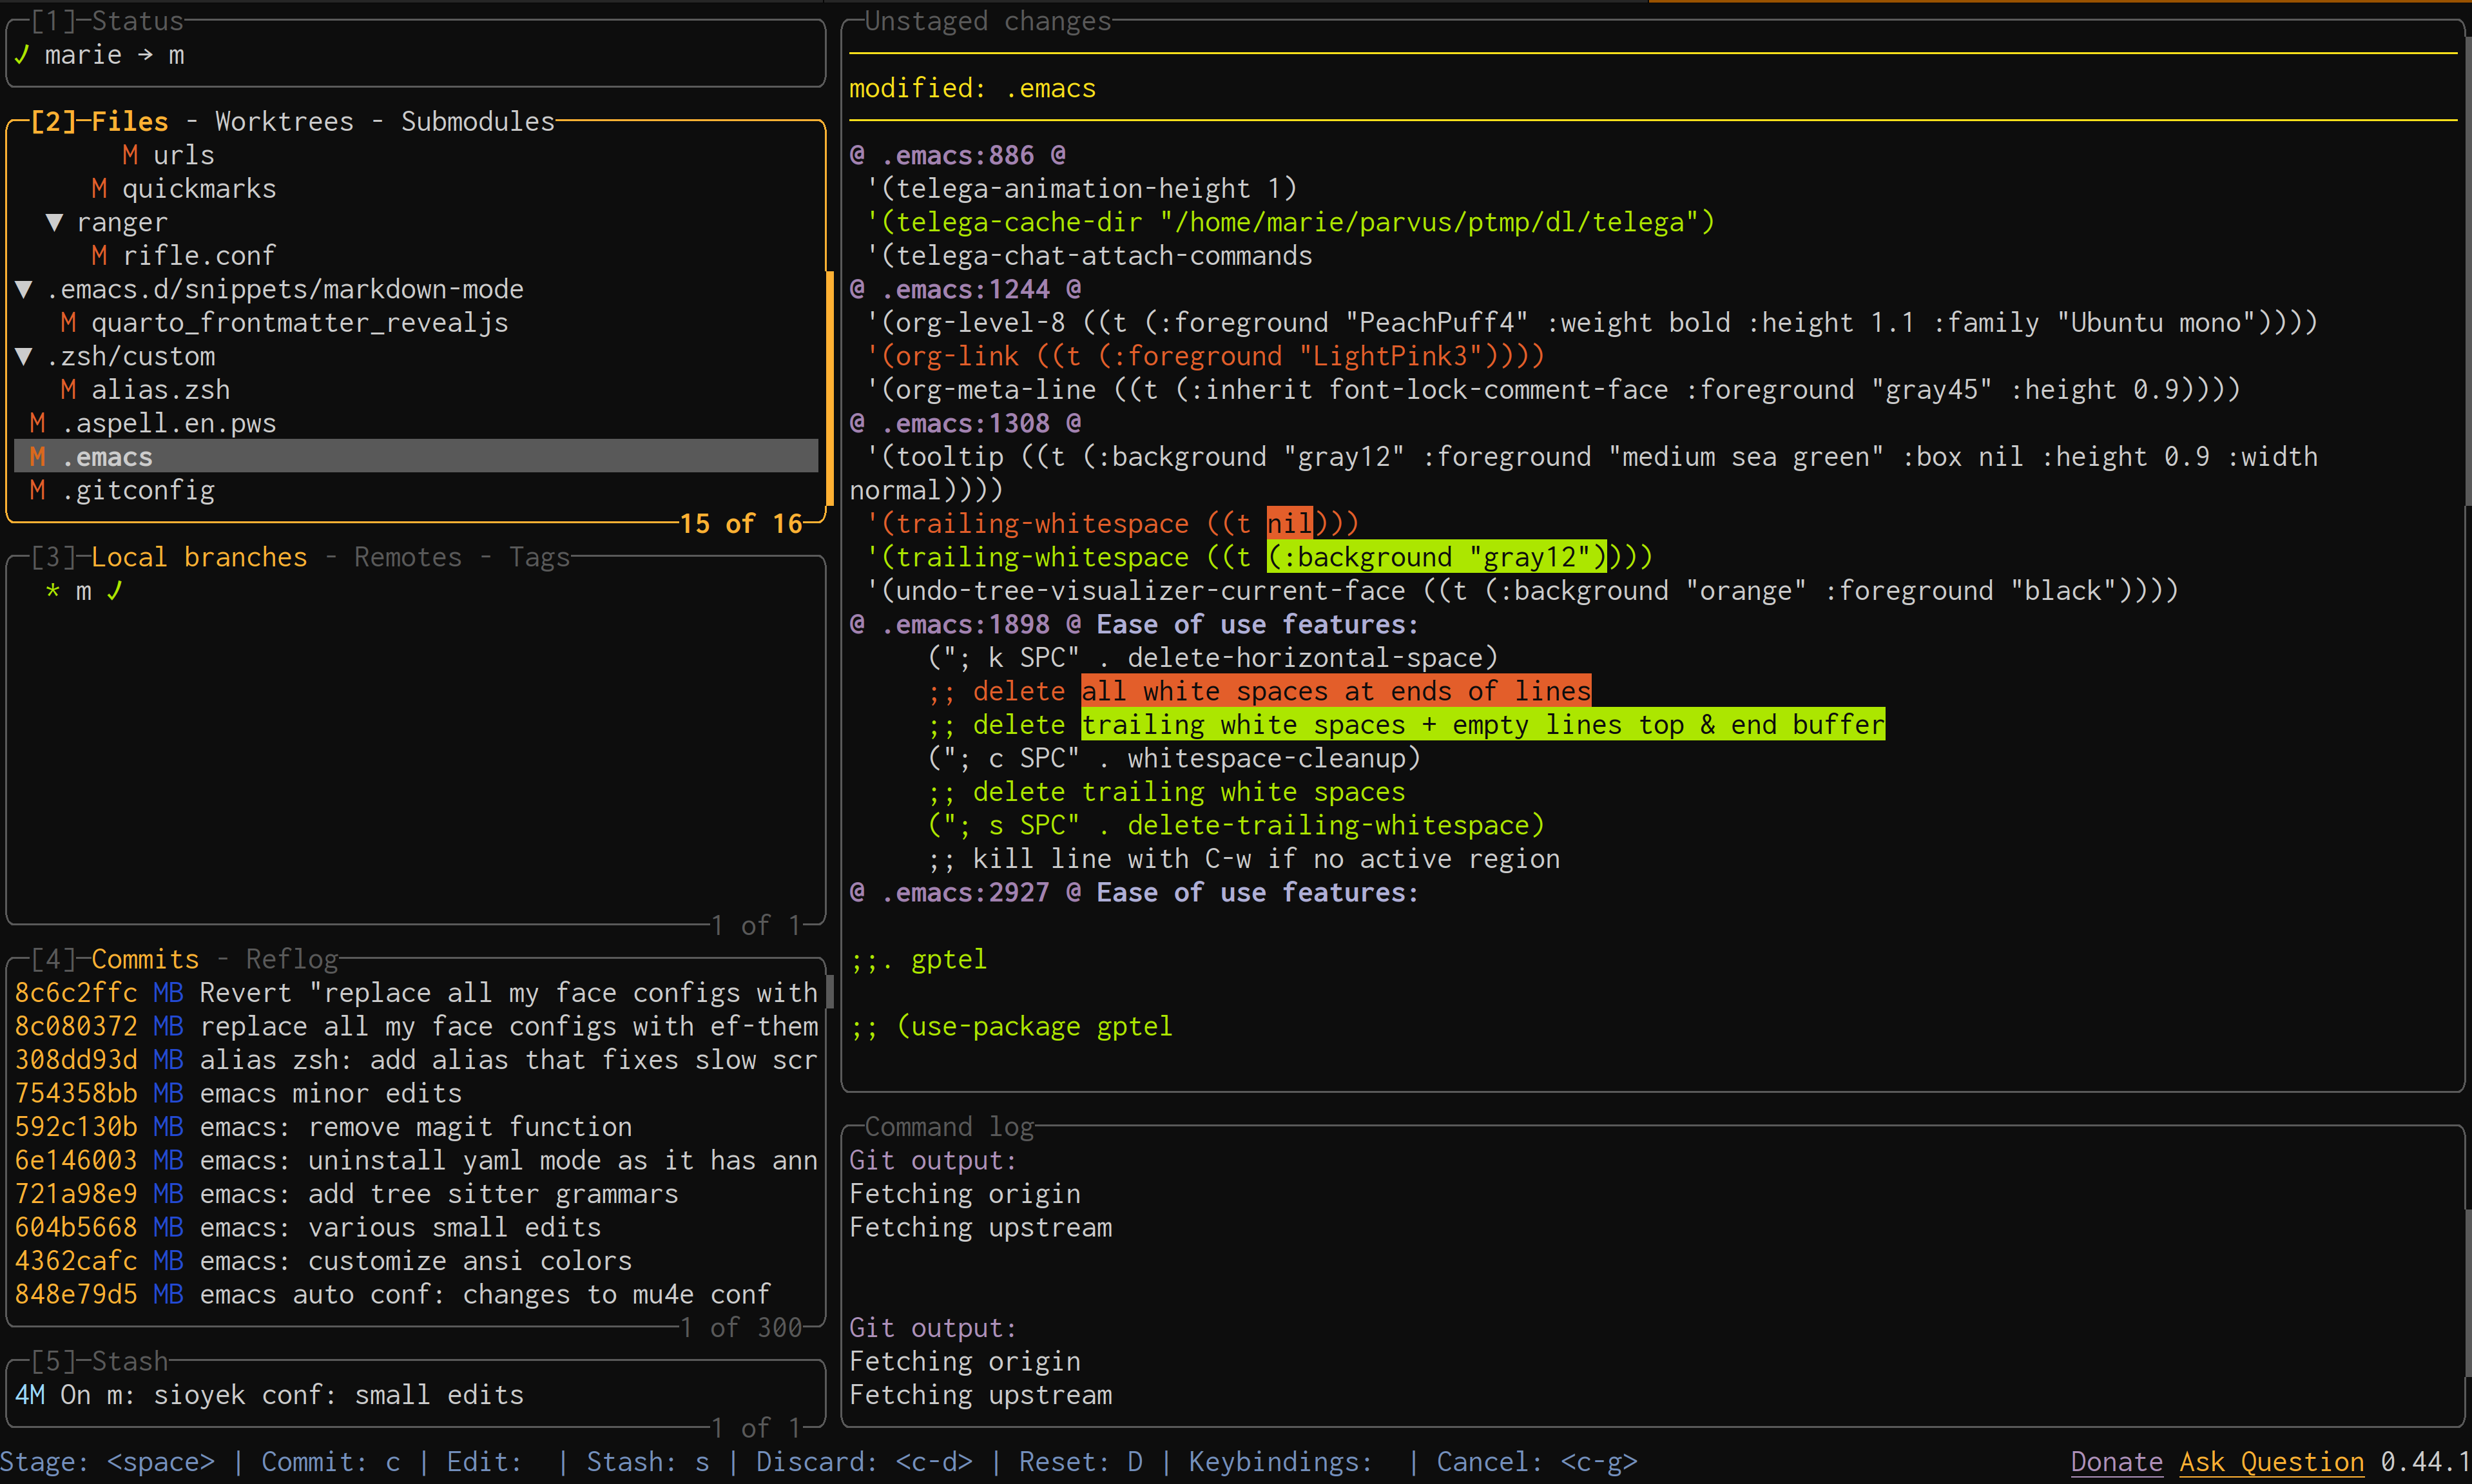 [1] Status
✓ marie → m
[2] Files - Worktrees - Submodules
M urls
M quickmarks
▼ ranger
M rifle.conf
▼ .emacs.d/snippets/markdown-mode
M quarto_frontmatter_revealjs
▼ .zsh/custom
M alias.zsh
M .aspell.en.pws
M .emacs
M .gitconfig
15 of 16
[3] Local branches - Remotes - Tags
* m ✓
1 of 1
[4] Commits - Reflog
8c6c2ffc MB Revert "replace all my face configs with
8c080372 MB replace all my face configs with ef-them
308dd93d MB alias zsh: add alias that fixes slow scr
754358bb MB emacs minor edits
592c130b MB emacs: remove magit function
6e146003 MB emacs: uninstall yaml mode as it has ann
721a98e9 MB emacs: add tree sitter grammars
604b5668 MB emacs: various small edits
4362cafc MB emacs: customize ansi colors
848e79d5 MB emacs auto conf: changes to mu4e conf
1 of 300
[5] Stash
4M On m: sioyek conf: small edits
1 of 1
Unstaged changes
modified: .emacs
@ .emacs:886 @
'(telega-animation-height 1)
'(telega-cache-dir "/home/marie/parvus/ptmp/dl/telega")
'(telega-chat-attach-commands
@ .emacs:1244 @
'(org-level-8 ((t (:foreground "PeachPuff4" :weight bold :height 1.1 :family "Ubuntu mono"))))
'(org-link ((t (:foreground "LightPink3"))))
'(org-meta-line ((t (:inherit font-lock-comment-face :foreground "gray45" :height 0.9))))
@ .emacs:1308 @
'(tooltip ((t (:background "gray12" :foreground "medium sea green" :box nil :height 0.9 :width
normal))))
'(trailing-whitespace ((t nil)))
'(trailing-whitespace ((t (:background "gray12"))))
'(undo-tree-visualizer-current-face ((t (:background "orange" :foreground "black"))))
@ .emacs:1898 @ Ease of use features:
("; k SPC" . delete-horizontal-space)
;; delete all white spaces at ends of lines
;; delete trailing white spaces + empty lines top & end buffer
("; c SPC" . whitespace-cleanup)
;; delete trailing white spaces
("; s SPC" . delete-trailing-whitespace)
;; kill line with C-w if no active region
@ .emacs:2927 @ Ease of use features:
;;. gptel
;; (use-package gptel
Command log
Git output:
Fetching origin
Fetching upstream
Git output:
Fetching origin
Fetching upstream
Stage: <space> | Commit: c | Edit: | Stash: s | Discard: <c-d> | Reset: D | Keybindings: | Cancel: <c-g> Donate Ask Question 0.44.1